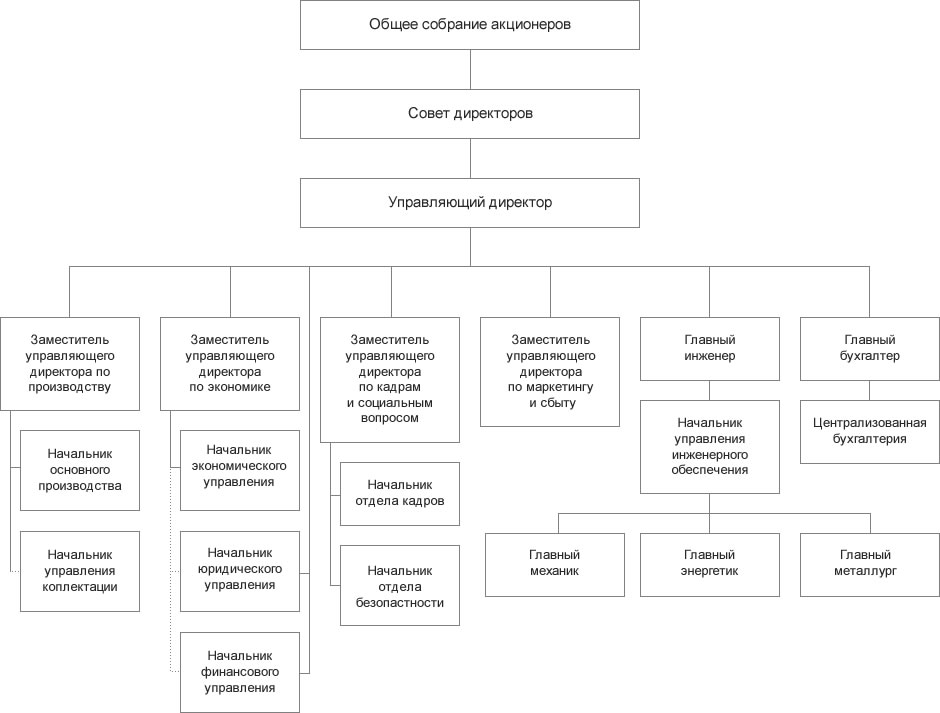 Общее собрание акционеров
Совет директоров
Управляющий директор
Заместитель
управляющего
директора по
производству
Заместитель
управляющего
директора
по экономике
Заместитель
управляющего
директора
по кадрам
и социальным
вопросом
Заместитель
управляющего
директора
по маркетингу
и сбыту
Главный
инженер
Главный
бухгалтер
Начальник
основного
производства
Начальник
управления
коплектации
Начальник
экономического
управления
Начальник
юридического
управления
Начальник
финансового
управления
Начальник
отдела кадров
Начальник
отдела
безопастности
Начальник
управления
инженерного
обеспечения
Централизованная
бухгалтерия
Главный
механик
Главный
энергетик
Главный
металлург